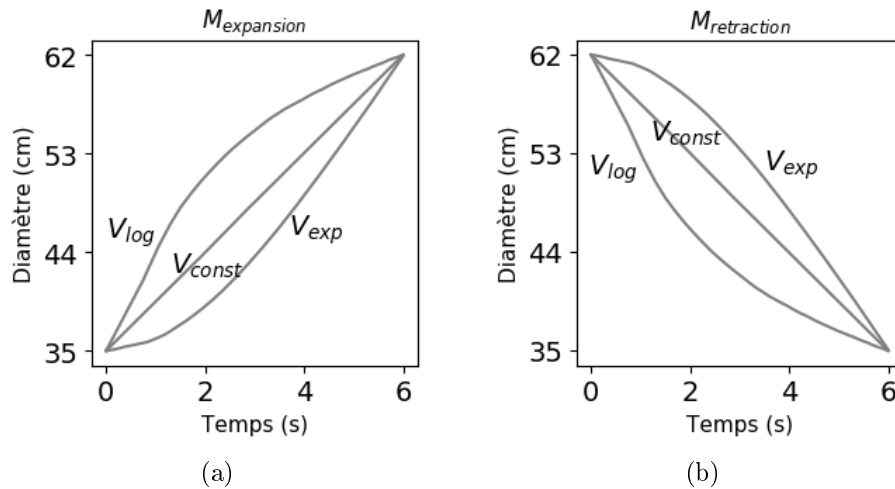 M_expansion
62
53
44
35
Diamètre (cm)
V_log
V_const
V_exp
0 2 4 6
Temps (s)
(a)
M_retraction
62
53
44
35
Diamètre (cm)
V_const
V_log
V_exp
0 2 4 6
Temps (s)
(b)